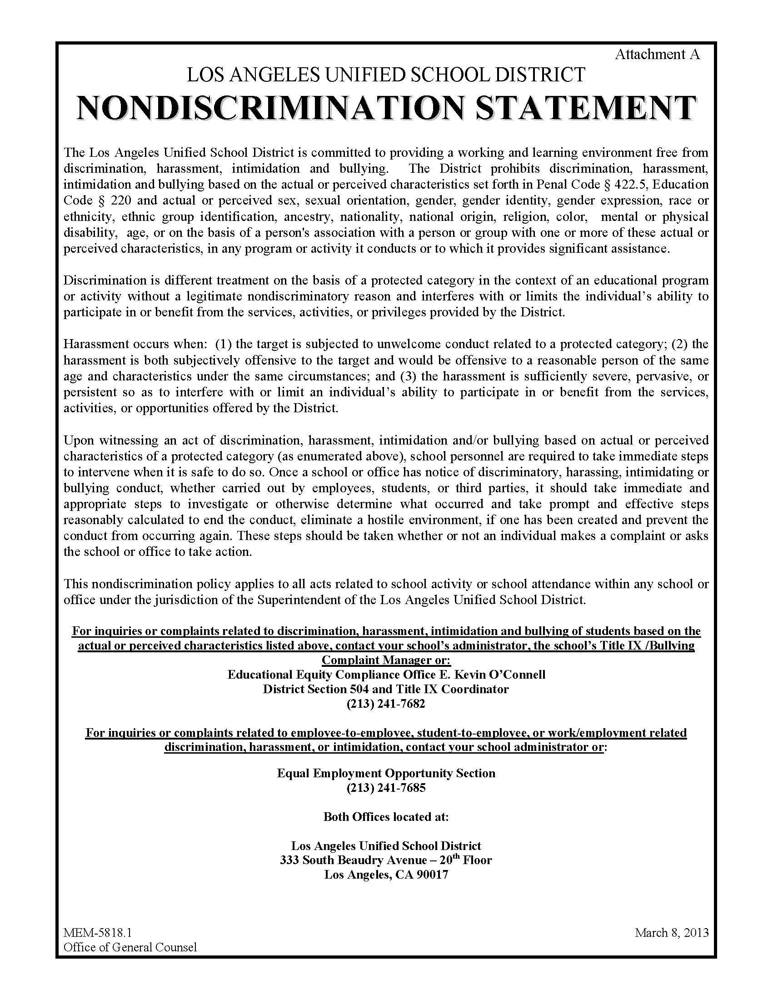 Attachment A
LOS ANGELES UNIFIED SCHOOL DISTRICT
NONDISCRIMINATION STATEMENT
The Los Angeles Unified School District is committed to providing a working and learning environment free from
discrimination, harassment, intimidation and bullying.  The District prohibits discrimination, harassment,
intimidation and bullying based on the actual or perceived characteristics set forth in Penal Code § 422.5, Education
Code § 220 and actual or perceived sex, sexual orientation, gender, gender identity, gender expression, race or
ethnicity, ethnic group identification, ancestry, nationality, national origin, religion, color,  mental or physical
disability,  age, or on the basis of a person's association with a person or group with one or more of these actual or
perceived characteristics, in any program or activity it conducts or to which it provides significant assistance.
Discrimination is different treatment on the basis of a protected category in the context of an educational program
or activity without a legitimate nondiscriminatory reason and interferes with or limits the individual’s ability to
participate in or benefit from the services, activities, or privileges provided by the District.
Harassment occurs when:  (1) the target is subjected to unwelcome conduct related to a protected category; (2) the
harassment is both subjectively offensive to the target and would be offensive to a reasonable person of the same
age and characteristics under the same circumstances; and (3) the harassment is sufficiently severe, pervasive, or
persistent so as to interfere with or limit an individual’s ability to participate in or benefit from the services,
activities, or opportunities offered by the District.
Upon witnessing an act of discrimination, harassment, intimidation and/or bullying based on actual or perceived
characteristics of a protected category (as enumerated above), school personnel are required to take immediate steps
to intervene when it is safe to do so. Once a school or office has notice of discriminatory, harassing, intimidating or
bullying conduct, whether carried out by employees, students, or third parties, it should take immediate and
appropriate steps to investigate or otherwise determine what occurred and take prompt and effective steps
reasonably calculated to end the conduct, eliminate a hostile environment, if one has been created and prevent the
conduct from occurring again. These steps should be taken whether or not an individual makes a complaint or asks
the school or office to take action.
This nondiscrimination policy applies to all acts related to school activity or school attendance within any school or
office under the jurisdiction of the Superintendent of the Los Angeles Unified School District.
For inquiries or complaints related to discrimination, harassment, intimidation and bullying of students based on the
actual or perceived characteristics listed above, contact your school’s administrator, the school’s Title IX /Bullying
Complaint Manager or:
Educational Equity Compliance Office E. Kevin O’Connell
District Section 504 and Title IX Coordinator
(213) 241-7682
For inquiries or complaints related to employee-to-employee, student-to-employee, or work/employment related
discrimination, harassment, or intimidation, contact your school administrator or:
Equal Employment Opportunity Section
(213) 241-7685
Both Offices located at:
Los Angeles Unified School District
333 South Beaudry Avenue – 20th Floor
Los Angeles, CA 90017
MEM-5818.1 March 8, 2013
Office of General Counsel